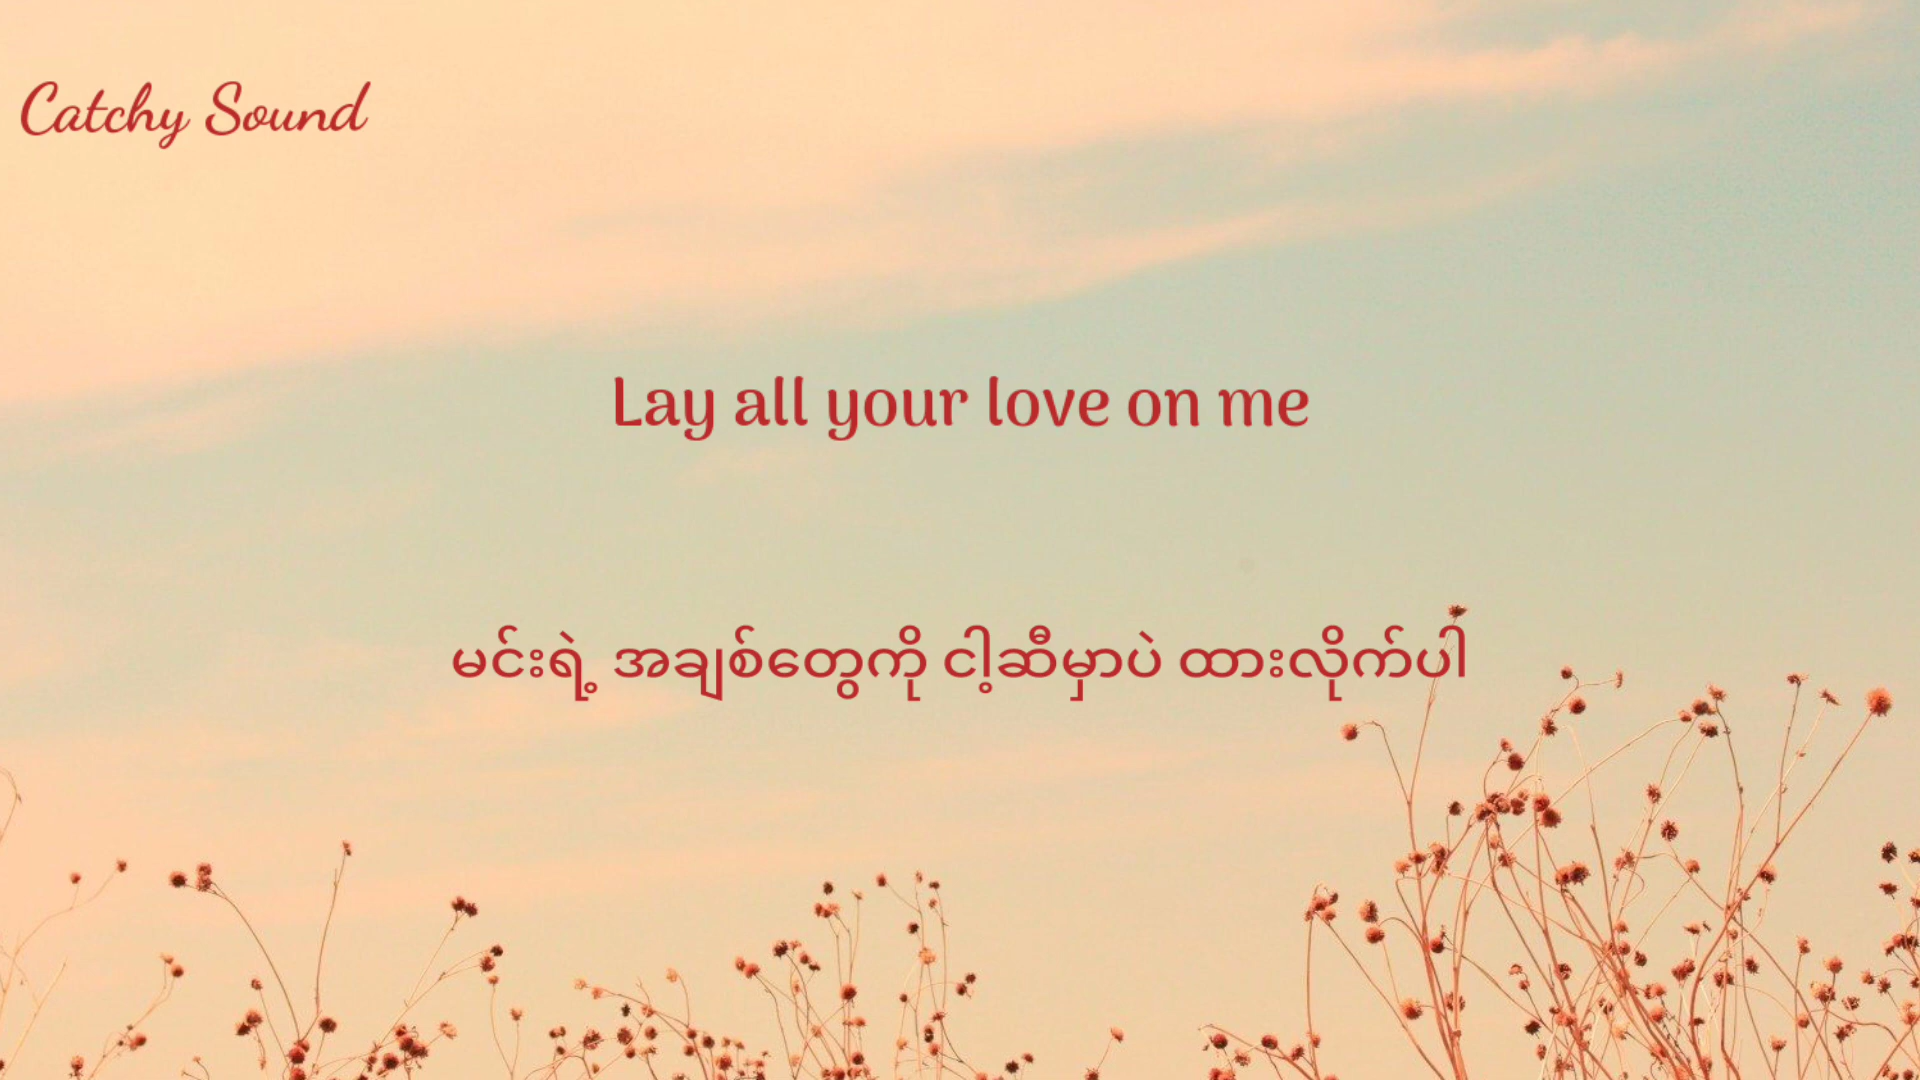 Catchy Sound
Lay all your love on me
မင်းရဲ့ အချစ်တွေကို ငါ့ဆီမှာပဲ ထားလိုက်ပါ